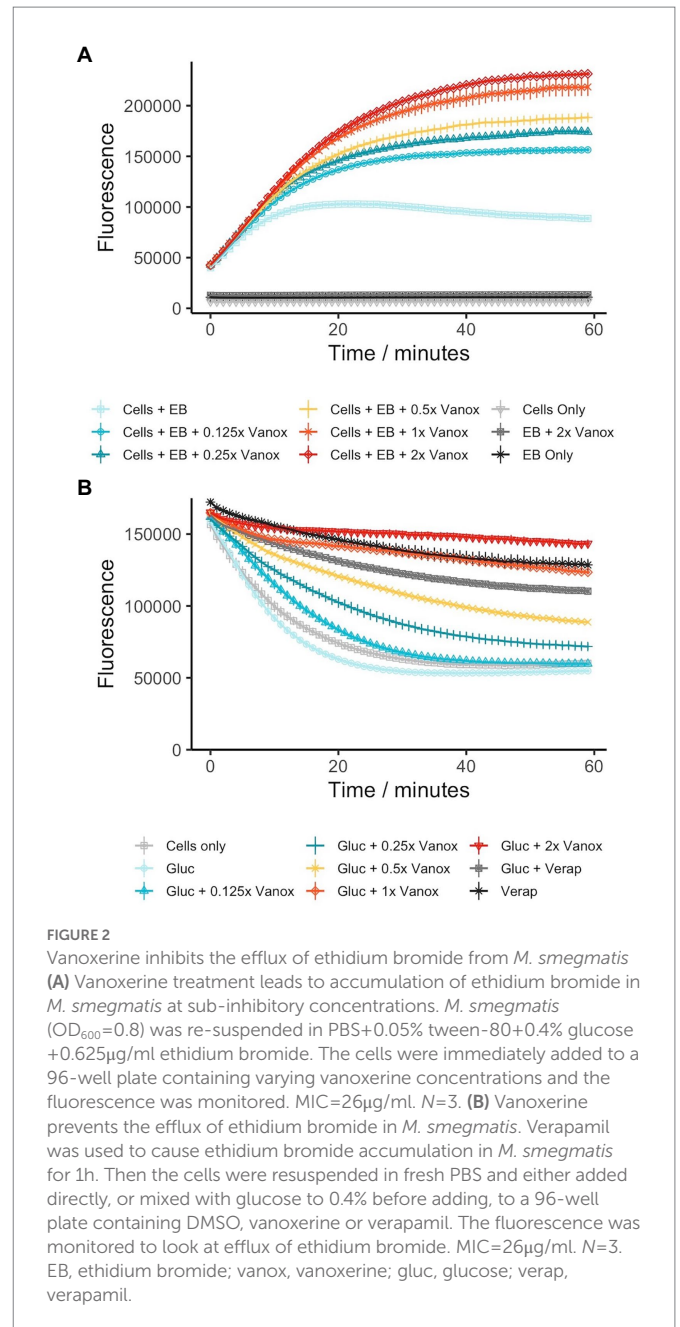 A
200000
150000
100000
50000
0
Fluorescence
0 20 40 60
Time / minutes
Cells + EB Cells + EB + 0.5x Vanox Cells Only
Cells + EB + 0.125x Vanox Cells + EB + 1x Vanox EB + 2x Vanox
Cells + EB + 0.25x Vanox Cells + EB + 2x Vanox EB Only
B
150000
100000
50000
0
Fluorescence
0 20 40 60
Time / minutes
Cells only Gluc + 0.25x Vanox Gluc + 2x Vanox
Gluc Gluc + 0.5x Vanox Gluc + Verap
Gluc + 0.125x Vanox Gluc + 1x Vanox Verap
FIGURE 2
Vanoxerine inhibits the efflux of ethidium bromide from M. smegmatis
(A) Vanoxerine treatment leads to accumulation of ethidium bromide in
M. smegmatis at sub-inhibitory concentrations. M. smegmatis
(OD600=0.8) was re-suspended in PBS+0.05% tween-80+0.4% glucose
+0.625μg/ml ethidium bromide. The cells were immediately added to a
96-well plate containing varying vanoxerine concentrations and the
fluorescence was monitored. MIC=26μg/ml. N=3. (B) Vanoxerine
prevents the efflux of ethidium bromide in M. smegmatis. Verapamil
was used to cause ethidium bromide accumulation in M. smegmatis
for 1h. Then the cells were resuspended in fresh PBS and either added
directly, or mixed with glucose to 0.4% before adding, to a 96-well
plate containing DMSO, vanoxerine or verapamil. The fluorescence was
monitored to look at efflux of ethidium bromide. MIC=26μg/ml. N=3.
EB, ethidium bromide; vanox, vanoxerine; gluc, glucose; verap,
verapamil.